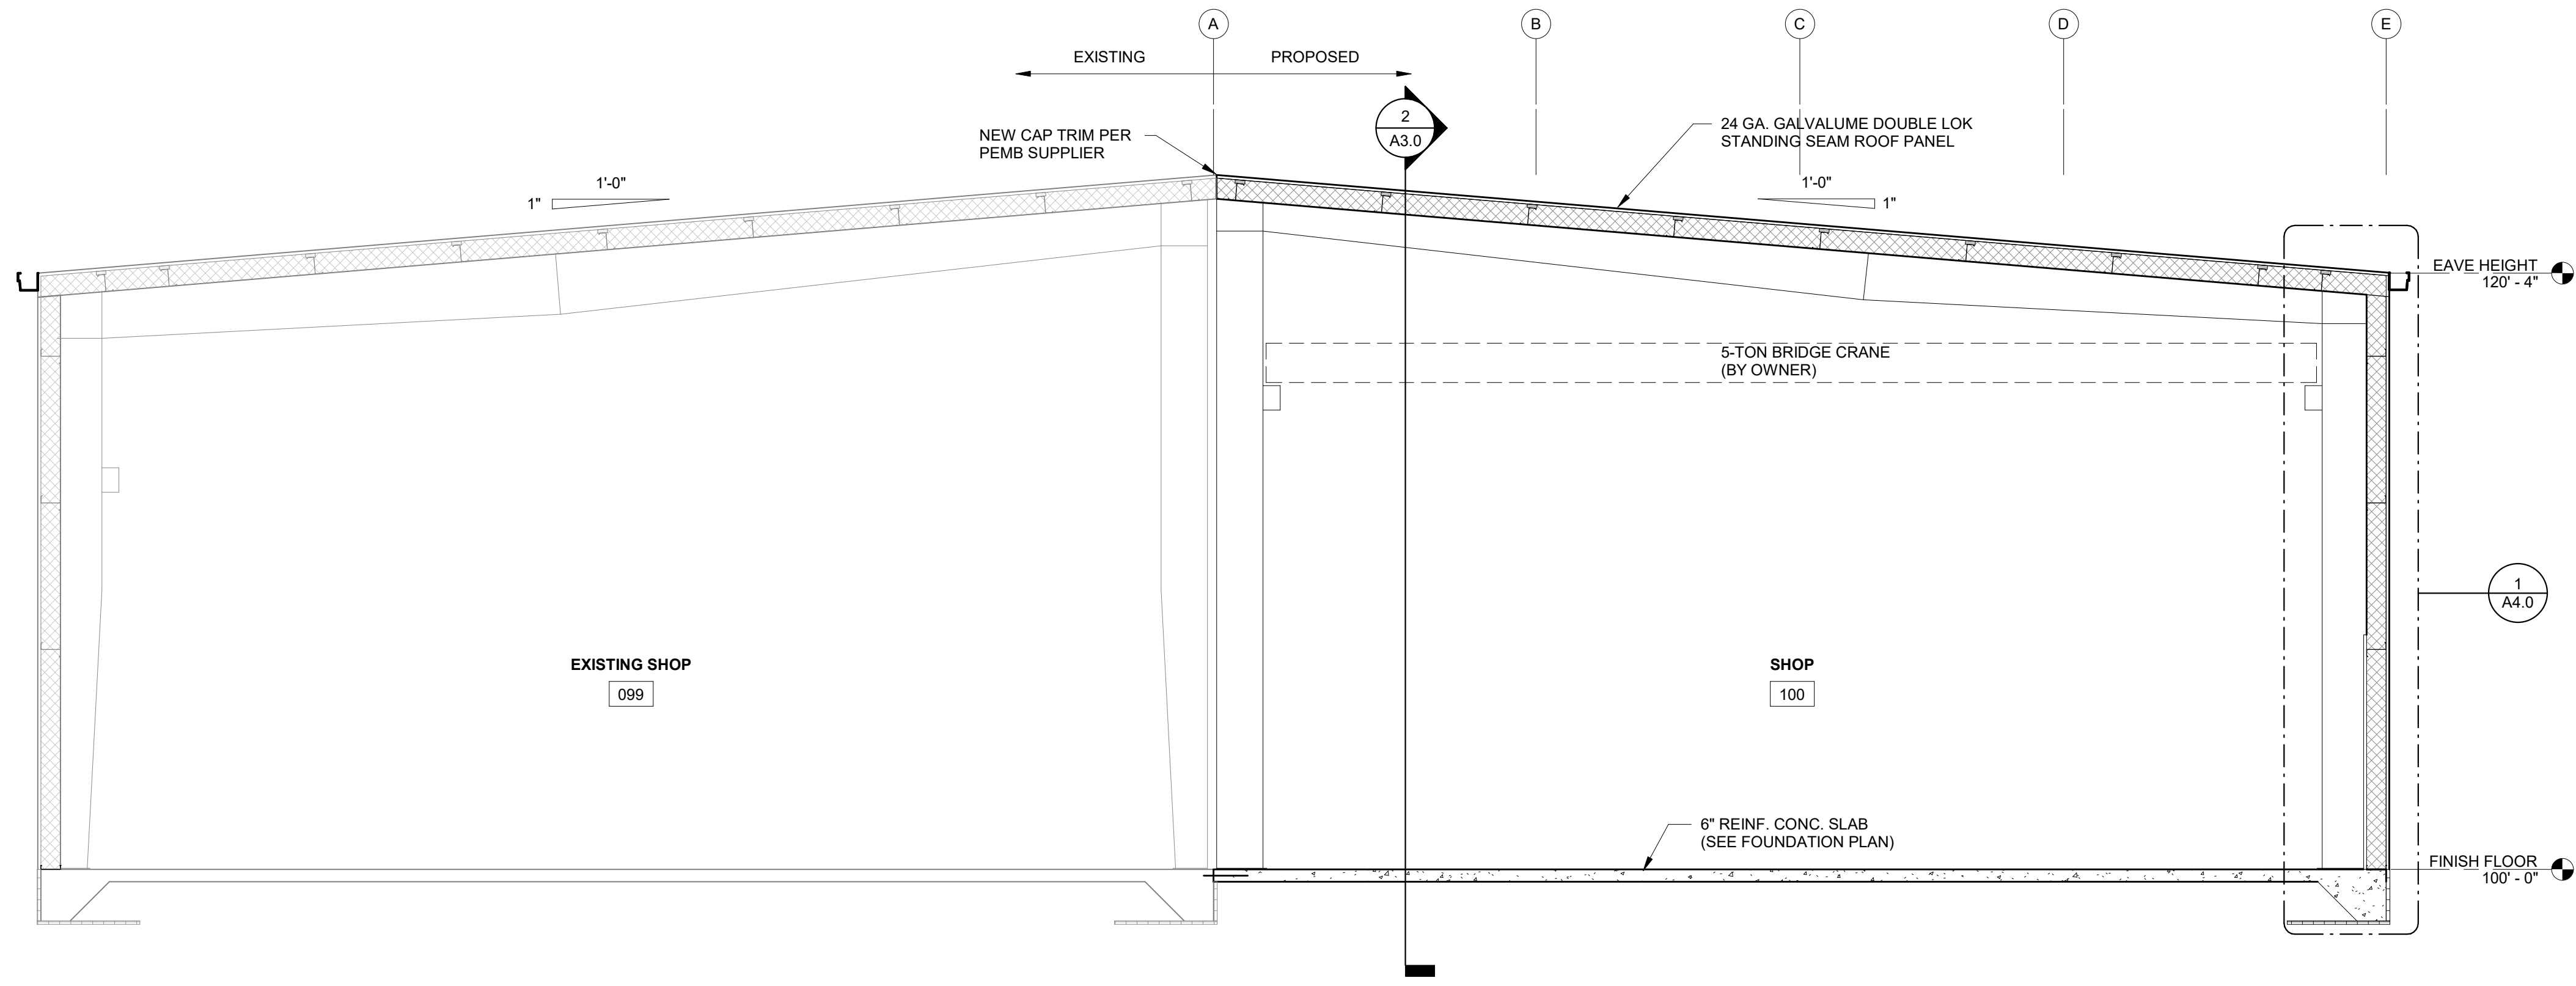 A
B
C
D
E
EXISTING
PROPOSED
2
A3.0
NEW CAP TRIM PER
PEMB SUPPLIER
24 GA. GALVALUME DOUBLE LOK
STANDING SEAM ROOF PANEL
1'-0"
1"
1'-0"
1"
EAVE HEIGHT
120' - 4"
5-TON BRIDGE CRANE
(BY OWNER)
1
A4.0
EXISTING SHOP
099
SHOP
100
6" REINF. CONC. SLAB
(SEE FOUNDATION PLAN)
FINISH FLOOR
100' - 0"